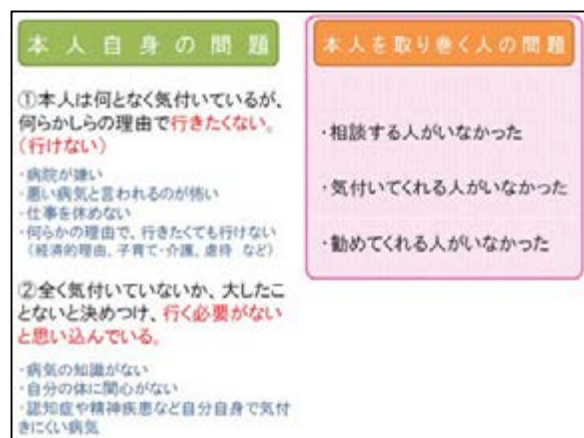 本人自身の問題
①本人は何となく気付いているが、
何らかしらの理由で行きたくない。
(行けない)
・病院が嫌い
・悪い病気と言われるのが怖い
・仕事を休めない
・何らかの理由で、行きたくても行けない
(経済的理由、子育て・介護、虐待 など)
②全く気付いていないか、大したこ
とないと決めつけ、行く必要がない
と思い込んでいる。
・病気の知識がない
・自分の体に関心がない
・認知症や精神疾患など自分自身で気付
きにくい病気
本人を取り巻く人の問題
・相談する人がいなかった
・気付いてくれる人がいなかった
・勧めてくれる人がいなかった